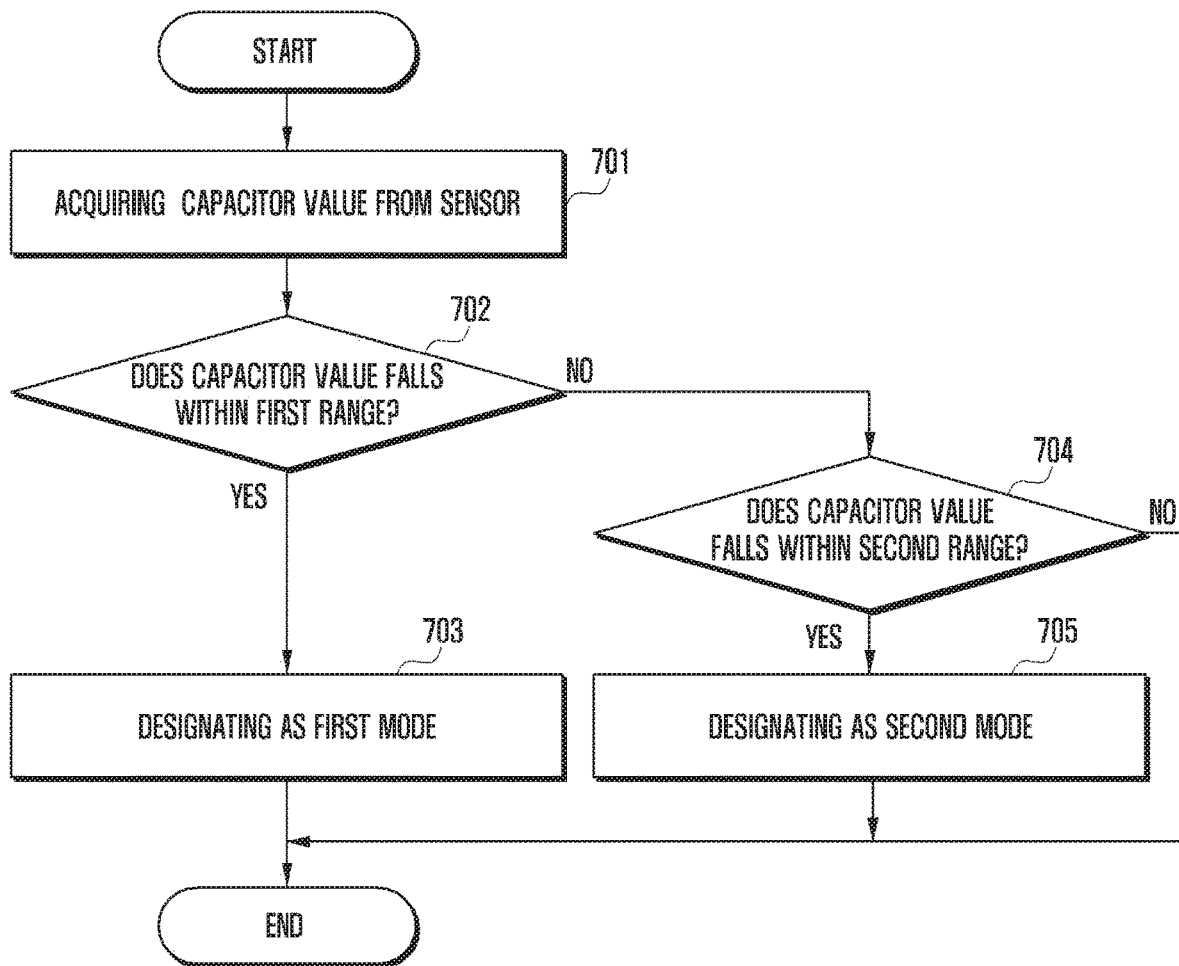 START
701
ACQUIRING CAPACITOR VALUE FROM SENSOR
702
DOES CAPACITOR VALUE FALLS
WITHIN FIRST RANGE?
NO
YES
704
DOES CAPACITOR VALUE
FALLS WITHIN SECOND RANGE?
NO
YES
703
DESIGNATING AS FIRST MODE
705
DESIGNATING AS SECOND MODE
END